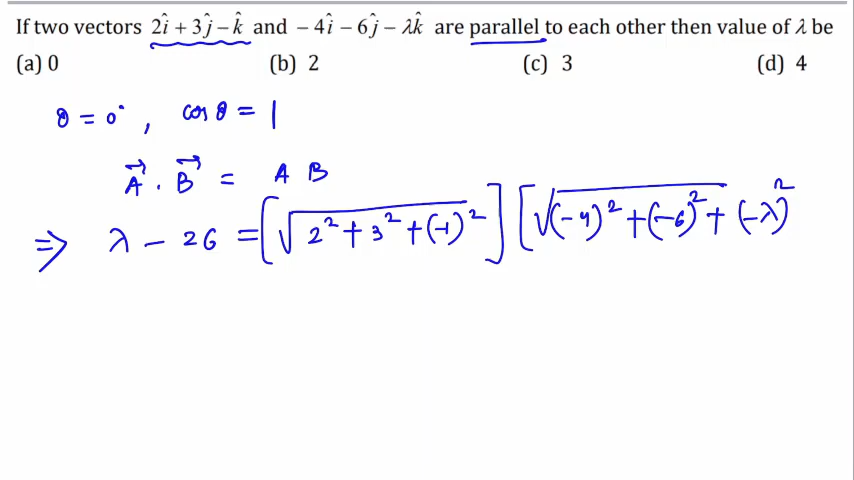 If two vectors 2î + 3ĵ − k̂ and − 4î − 6ĵ − λk̂ are parallel to each other then value of λ be
(a) 0 (b) 2 (c) 3 (d) 4
θ = 0°, cos θ = 1
A⃗ . B⃗ = A B
⇒ λ − 26 = [√(2² + 3² + (-1)²)] [√((-4)² + (-6)² + (-λ)²)